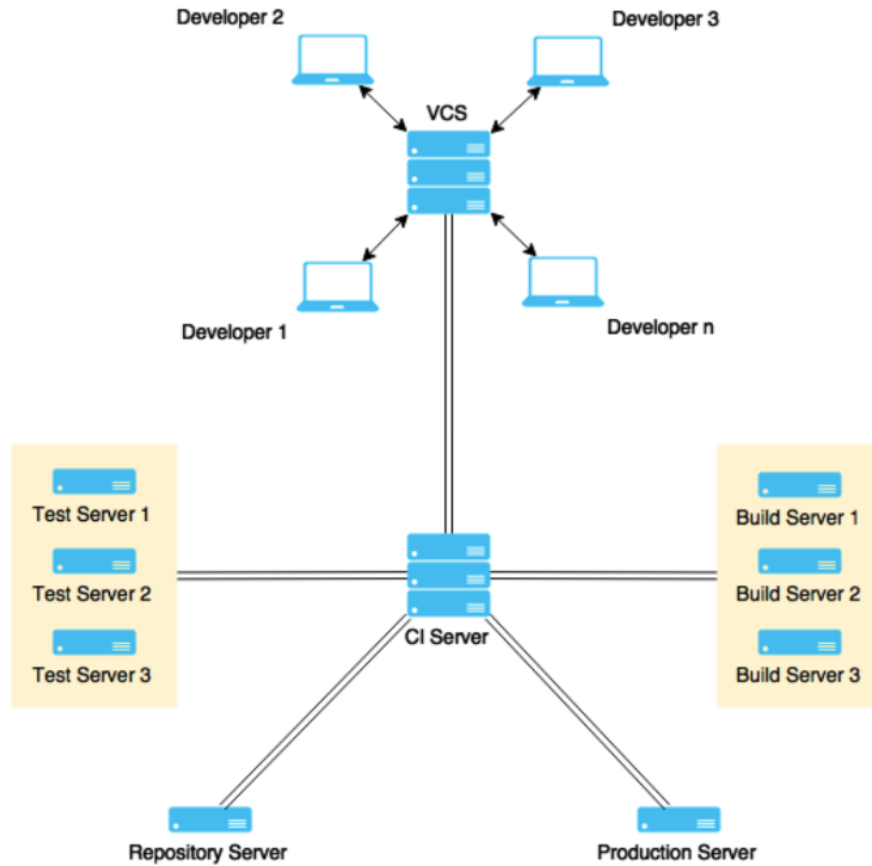 Developer 2
Developer 3
VCS
Developer 1
Developer n
Test Server 1
Build Server 1
Test Server 2
Build Server 2
CI Server
Test Server 3
Build Server 3
Repository Server
Production Server